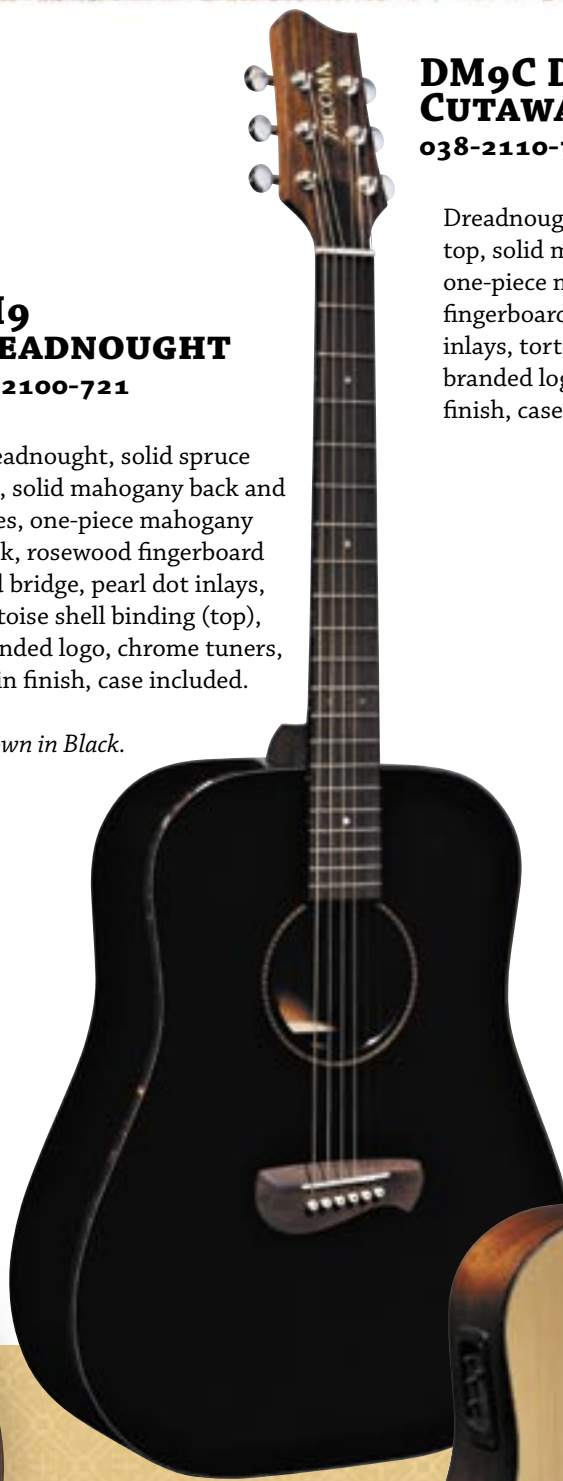 TACOMA
DM9C D
CUTAWA
038-2110-
Dreadnoug
top, solid m
one-piece
fingerboard
inlays, tort
branded log
finish, case
9
EADNOUGHT
2100-721
eadnought, solid spruce
, solid mahogany back and
es, one-piece mahogany
k, rosewood fingerboard
bridge, pearl dot inlays,
toise shell binding (top),
nded logo, chrome tuners,
in finish, case included.
wn in Black.